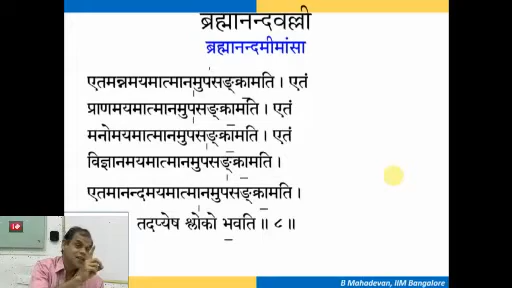 ब्रह्मानन्दवल्ली
ब्रह्मानन्दमीमांसा
एतमन्नमयमात्मानमुपसङ्क्रामति । एतं
प्राणमयमात्मानमुपसङ्क्रामति । एतं
मनोमयमात्मानमुपसङ्क्रामति । एतं
विज्ञानमयमात्मानमुपसङ्क्रामति ।
एतमानन्दमयमात्मानमुपसङ्क्रामति ।
तदप्येष श्लोको भवति ॥ ८ ॥
B Mahadevan, IIM Bangalore